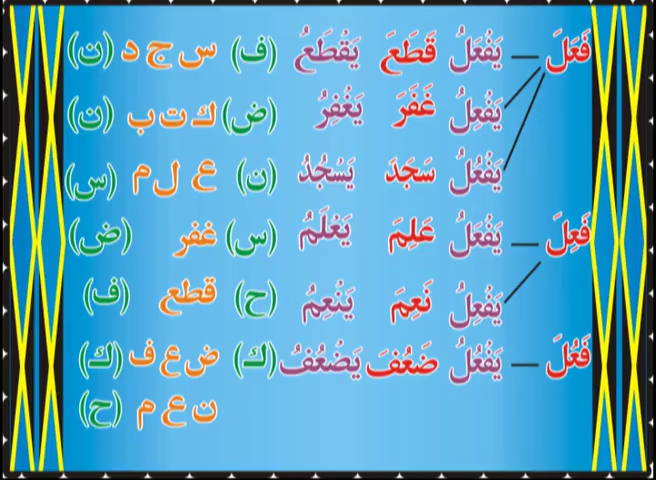 فَعَلَ — يَفْعَلُ قَطَعَ يَقْطَعُ (ف) س ج د (ن)
يَفْعِلُ غَفَرَ يَغْفِرُ (ض) ك ت ب (ن)
يَفْعُلُ سَجَدَ يَسْجُدُ (ن) ع ل م (س)
فَعِلَ — يَفْعَلُ عَلِمَ يَعْلَمُ (س) غفر (ض)
يَفْعِلُ نَعِمَ يَنْعِمُ (ح) قطع (ف)
فَعُلَ — يَفْعُلُ ضَعُفَ يَضْعُفُ (ك) ض ع ف (ك)
ن ع م (ح)